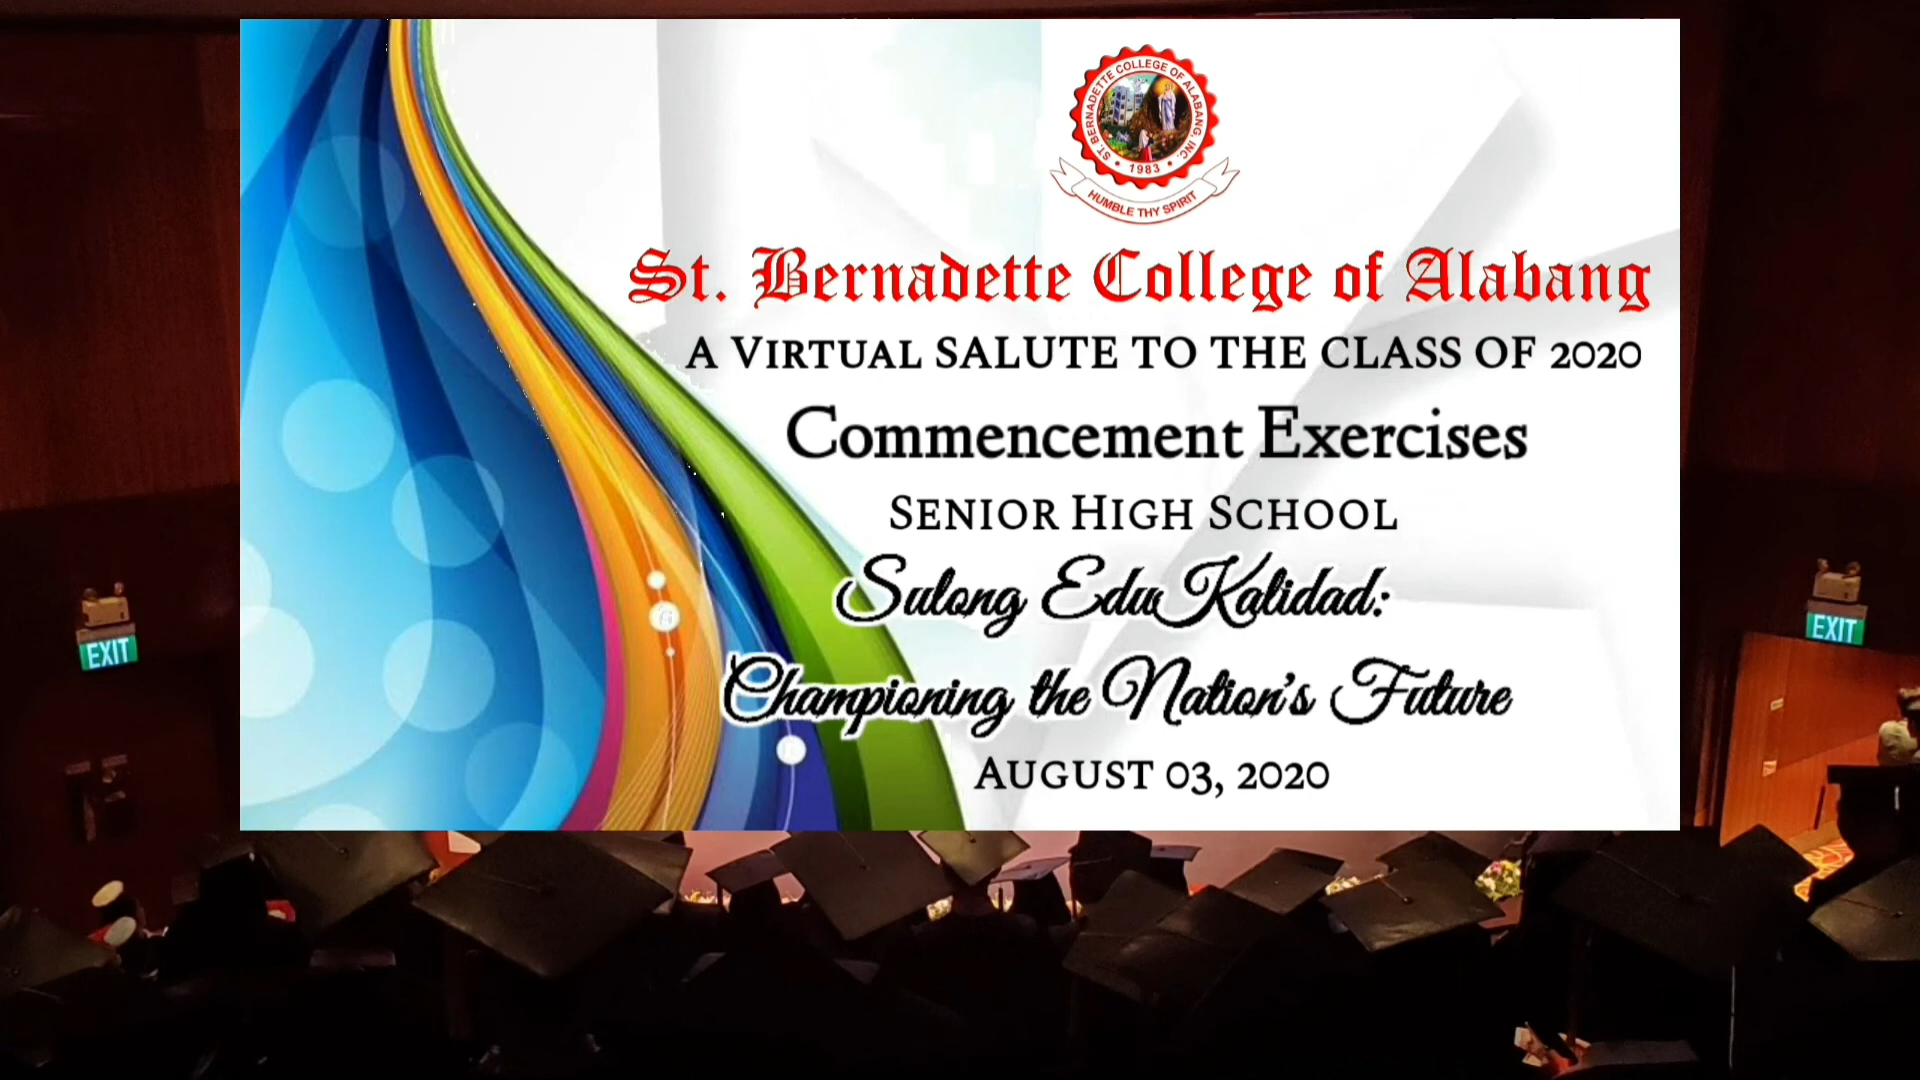 ST. BERNADETTE COLLEGE OF ALABANG, INC.
1983
HUMBLE THY SPIRIT
St. Bernadette College of Alabang
A VIRTUAL SALUTE TO THE CLASS OF 2020
COMMENCEMENT EXERCISES
SENIOR HIGH SCHOOL
Sulong EduKalidad:
Championing the Nation's Future
AUGUST 03, 2020
EXIT
EXIT